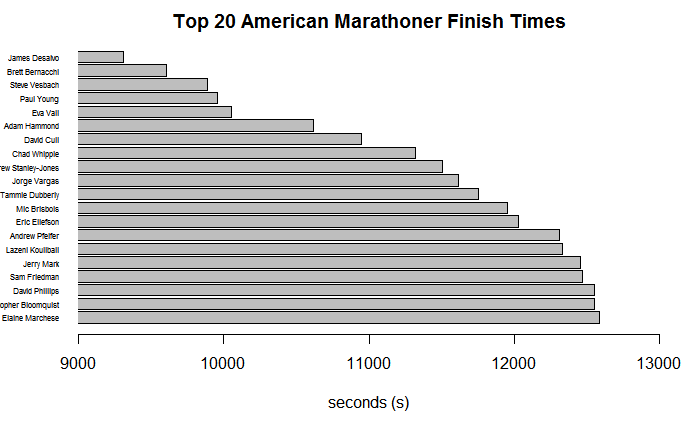 Top 20 American Marathoner Finish Times
James Desalvo
Brett Bernacchi
Steve Vesbach
Paul Young
Eva Vail
Adam Hammond
David Cull
Chad Whipple
rew Stanley-Jones
Jorge Vargas
Tammie Dubberly
Mic Brisbois
Eric Ellefson
Andrew Pfeifer
Lazeni Koulibali
Jerry Mark
Sam Friedman
David Phillips
opher Bloomquist
Elaine Marchese
9000 10000 11000 12000 13000
seconds (s)